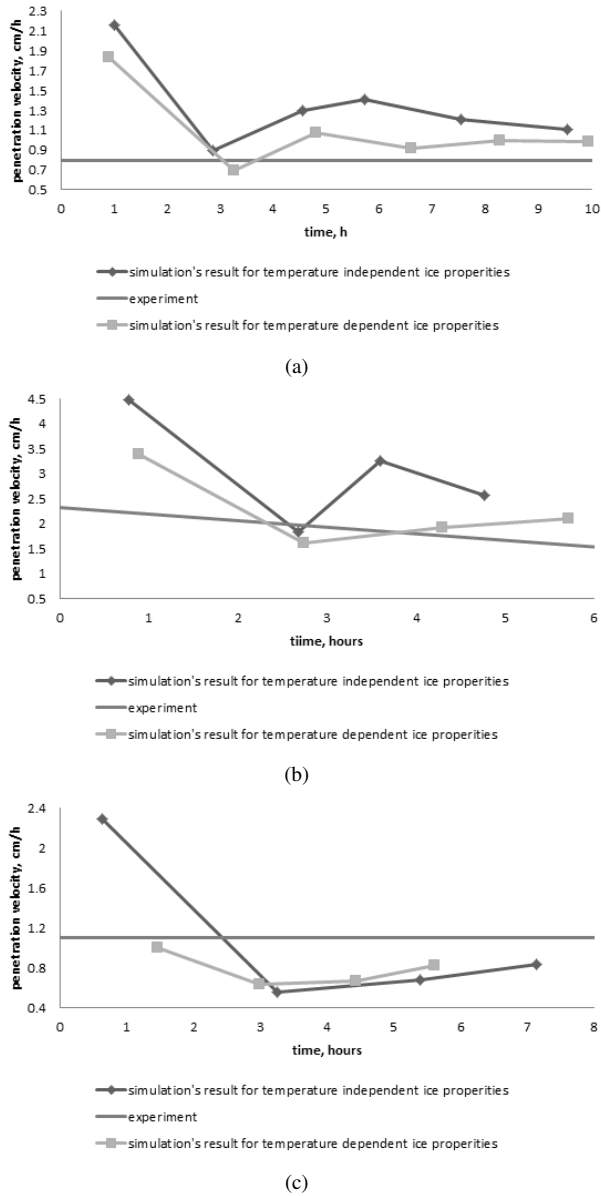 penetration velocity, cm/h
2.3
2.1
1.9
1.7
1.5
1.3
1.1
0.9
0.7
0.5
0 1 2 3 4 5 6 7 8 9 10
time, h
simulation's result for temperature independent ice properities
experiment
simulation's result for temperature dependent ice properities
(a)
penetration velocity, cm/h
4.5
4
3.5
3
2.5
2
1.5
1
0.5
0 1 2 3 4 5 6
tiime, hours
simulation's result for temperature independent ice properities
experiment
simulation's result for temperature dependent ice properities
(b)
penetration velocity, cm/h
2.4
2
1.6
1.2
0.8
0.4
0 1 2 3 4 5 6 7 8
time, hours
simulation's result for temperature independent ice properities
experiment
simulation's result for temperature dependent ice properities
(c)